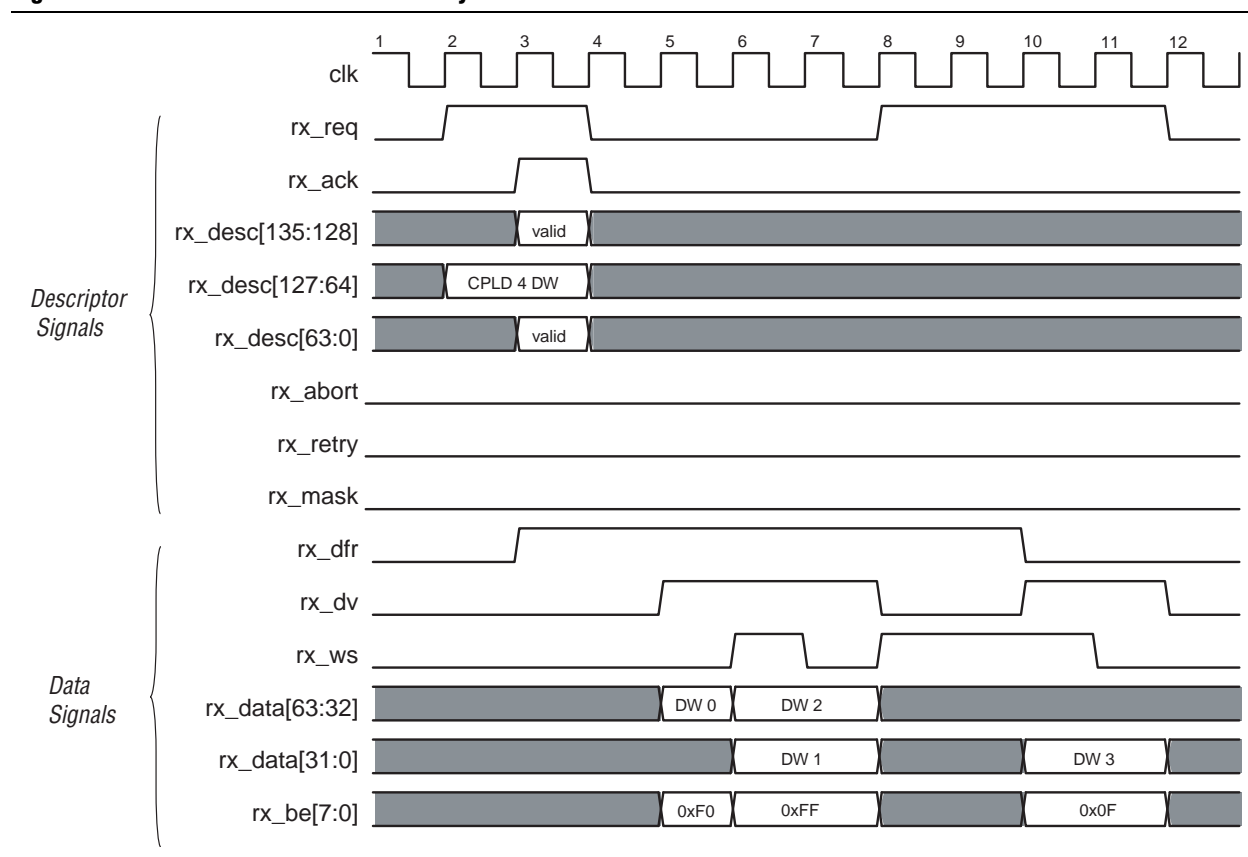 1 2 3 4 5 6 7 8 9 10 11 12
clk
rx_req
rx_ack
rx_desc[135:128] valid
rx_desc[127:64] CPLD 4 DW
rx_desc[63:0] valid
Descriptor
Signals
rx_abort
rx_retry
rx_mask
rx_dfr
rx_dv
rx_ws
Data
Signals
rx_data[63:32] DW 0 DW 2
rx_data[31:0] DW 1 DW 3
rx_be[7:0] 0xF0 0xFF 0x0F